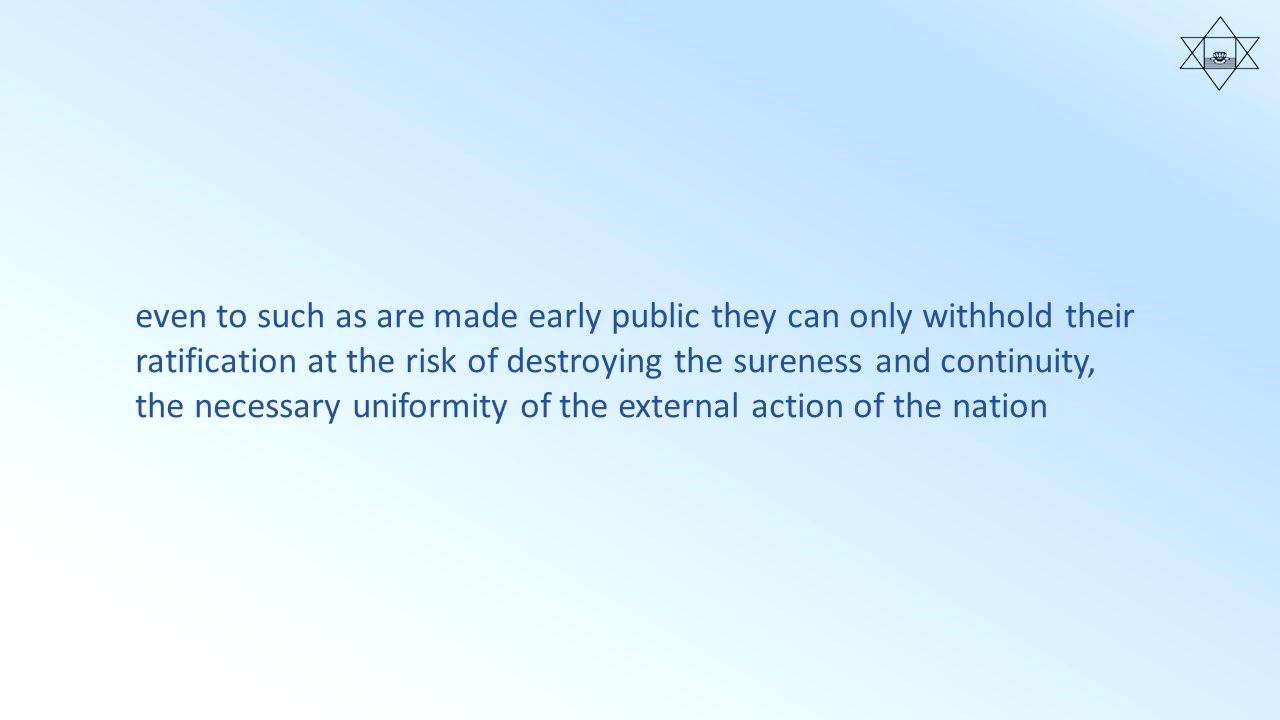 even to such as are made early public they can only withhold their
ratification at the risk of destroying the sureness and continuity,
the necessary uniformity of the external action of the nation